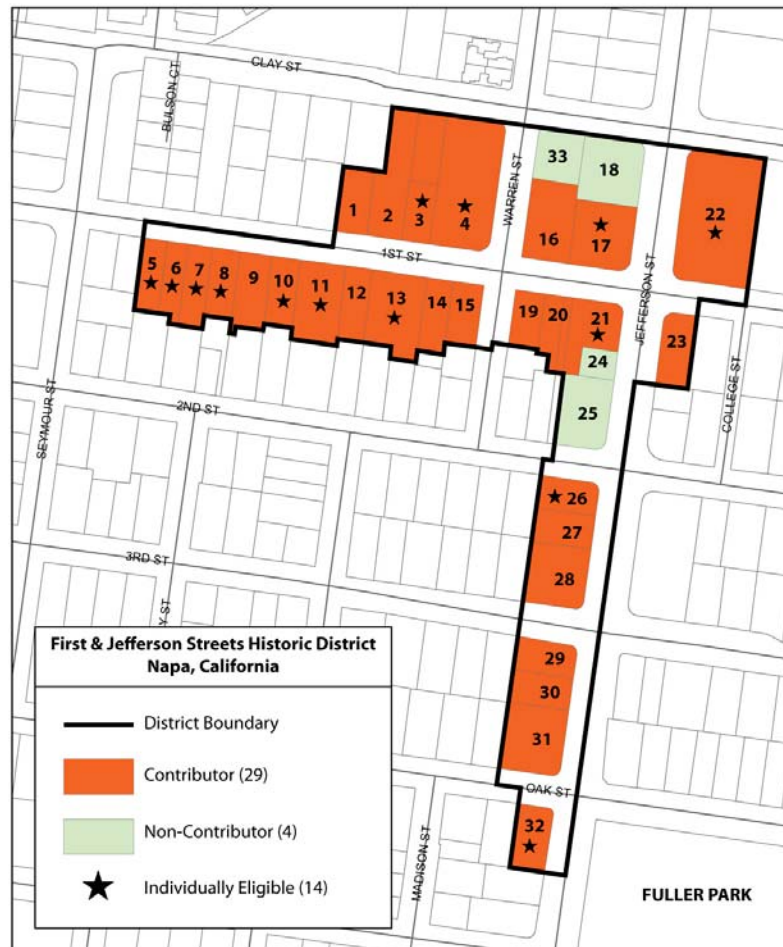 CLAY ST
BULSON CT
WARREN ST
33
18
1
2
3
4
16
17
22
1ST ST
JEFFERSON ST
5
6
7
8
9
10
11
12
13
14
15
19
20
21
23
24
25
COLLEGE ST
SEYMOUR ST
2ND ST
26
27
28
3RD ST
Y ST
29
30
31
OAK ST
32
MADISON ST
FULLER PARK
First & Jefferson Streets Historic District
Napa, California
District Boundary
Contributor (29)
Non-Contributor (4)
Individually Eligible (14)